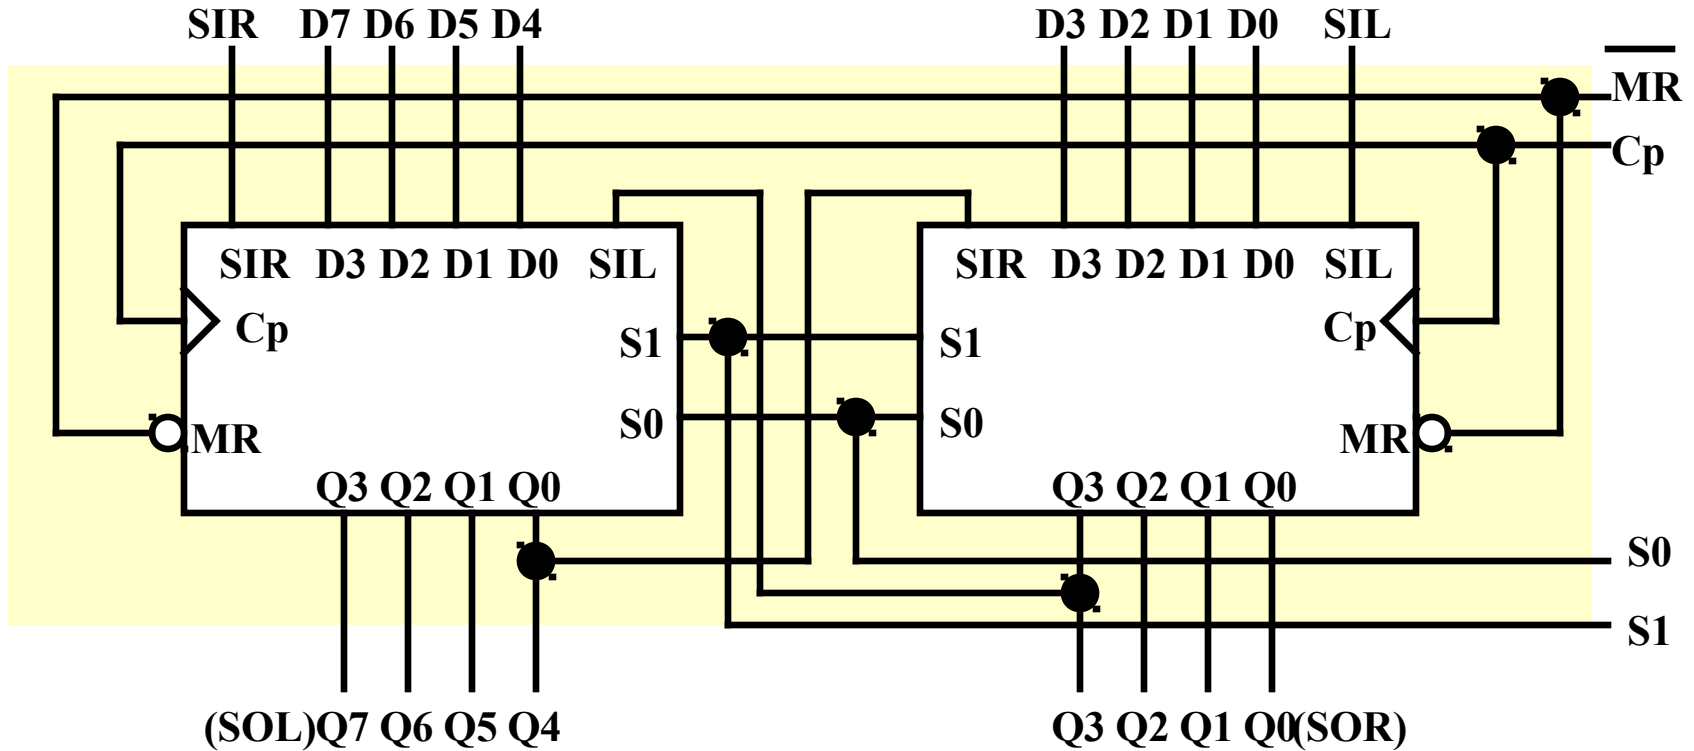 SIR D7 D6 D5 D4 D3 D2 D1 D0 SIL
MR
Cp
SIR D3 D2 D1 D0 SIL SIR D3 D2 D1 D0 SIL
Cp S1 S1 Cp
S0 S0
MR MR
Q3 Q2 Q1 Q0 Q3 Q2 Q1 Q0
S0
S1
(SOL)Q7 Q6 Q5 Q4 Q3 Q2 Q1 Q0(SOR)